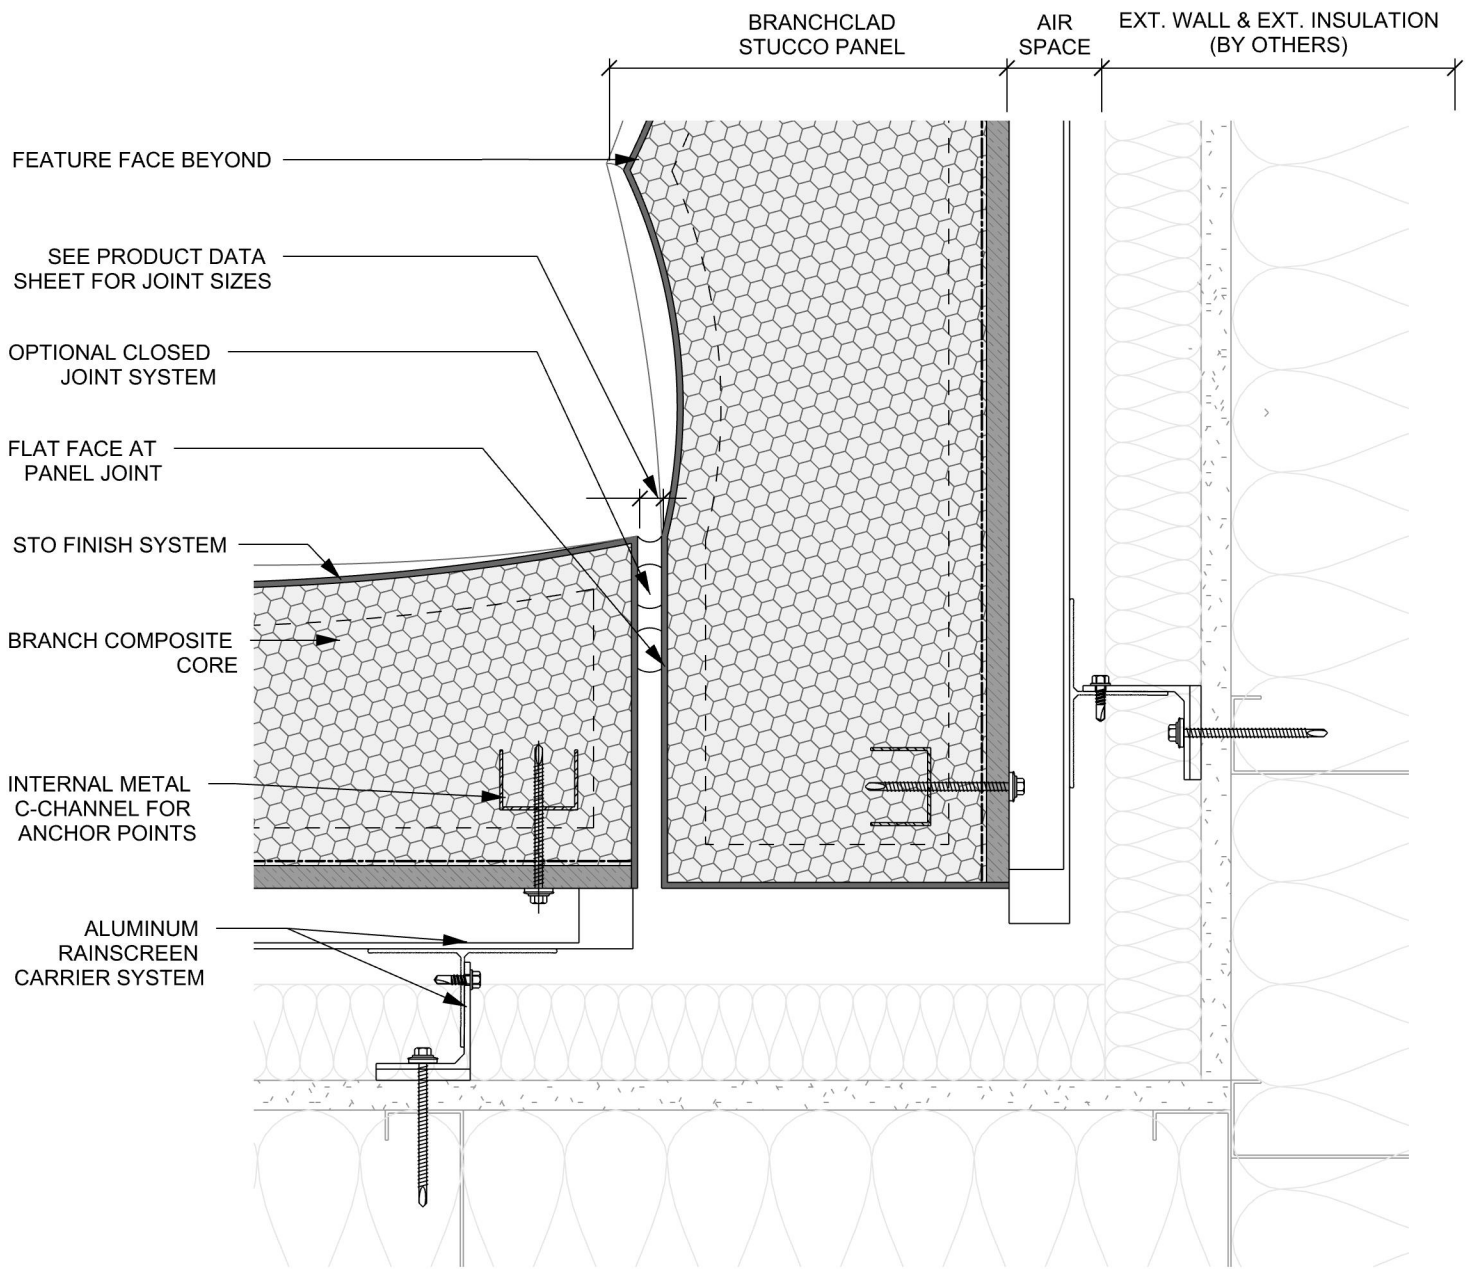 BRANCHCLAD
STUCCO PANEL
AIR
SPACE
EXT. WALL & EXT. INSULATION
(BY OTHERS)
FEATURE FACE BEYOND
SEE PRODUCT DATA
SHEET FOR JOINT SIZES
OPTIONAL CLOSED
JOINT SYSTEM
FLAT FACE AT
PANEL JOINT
STO FINISH SYSTEM
BRANCH COMPOSITE
CORE
INTERNAL METAL
C-CHANNEL FOR
ANCHOR POINTS
ALUMINUM
RAINSCREEN
CARRIER SYSTEM